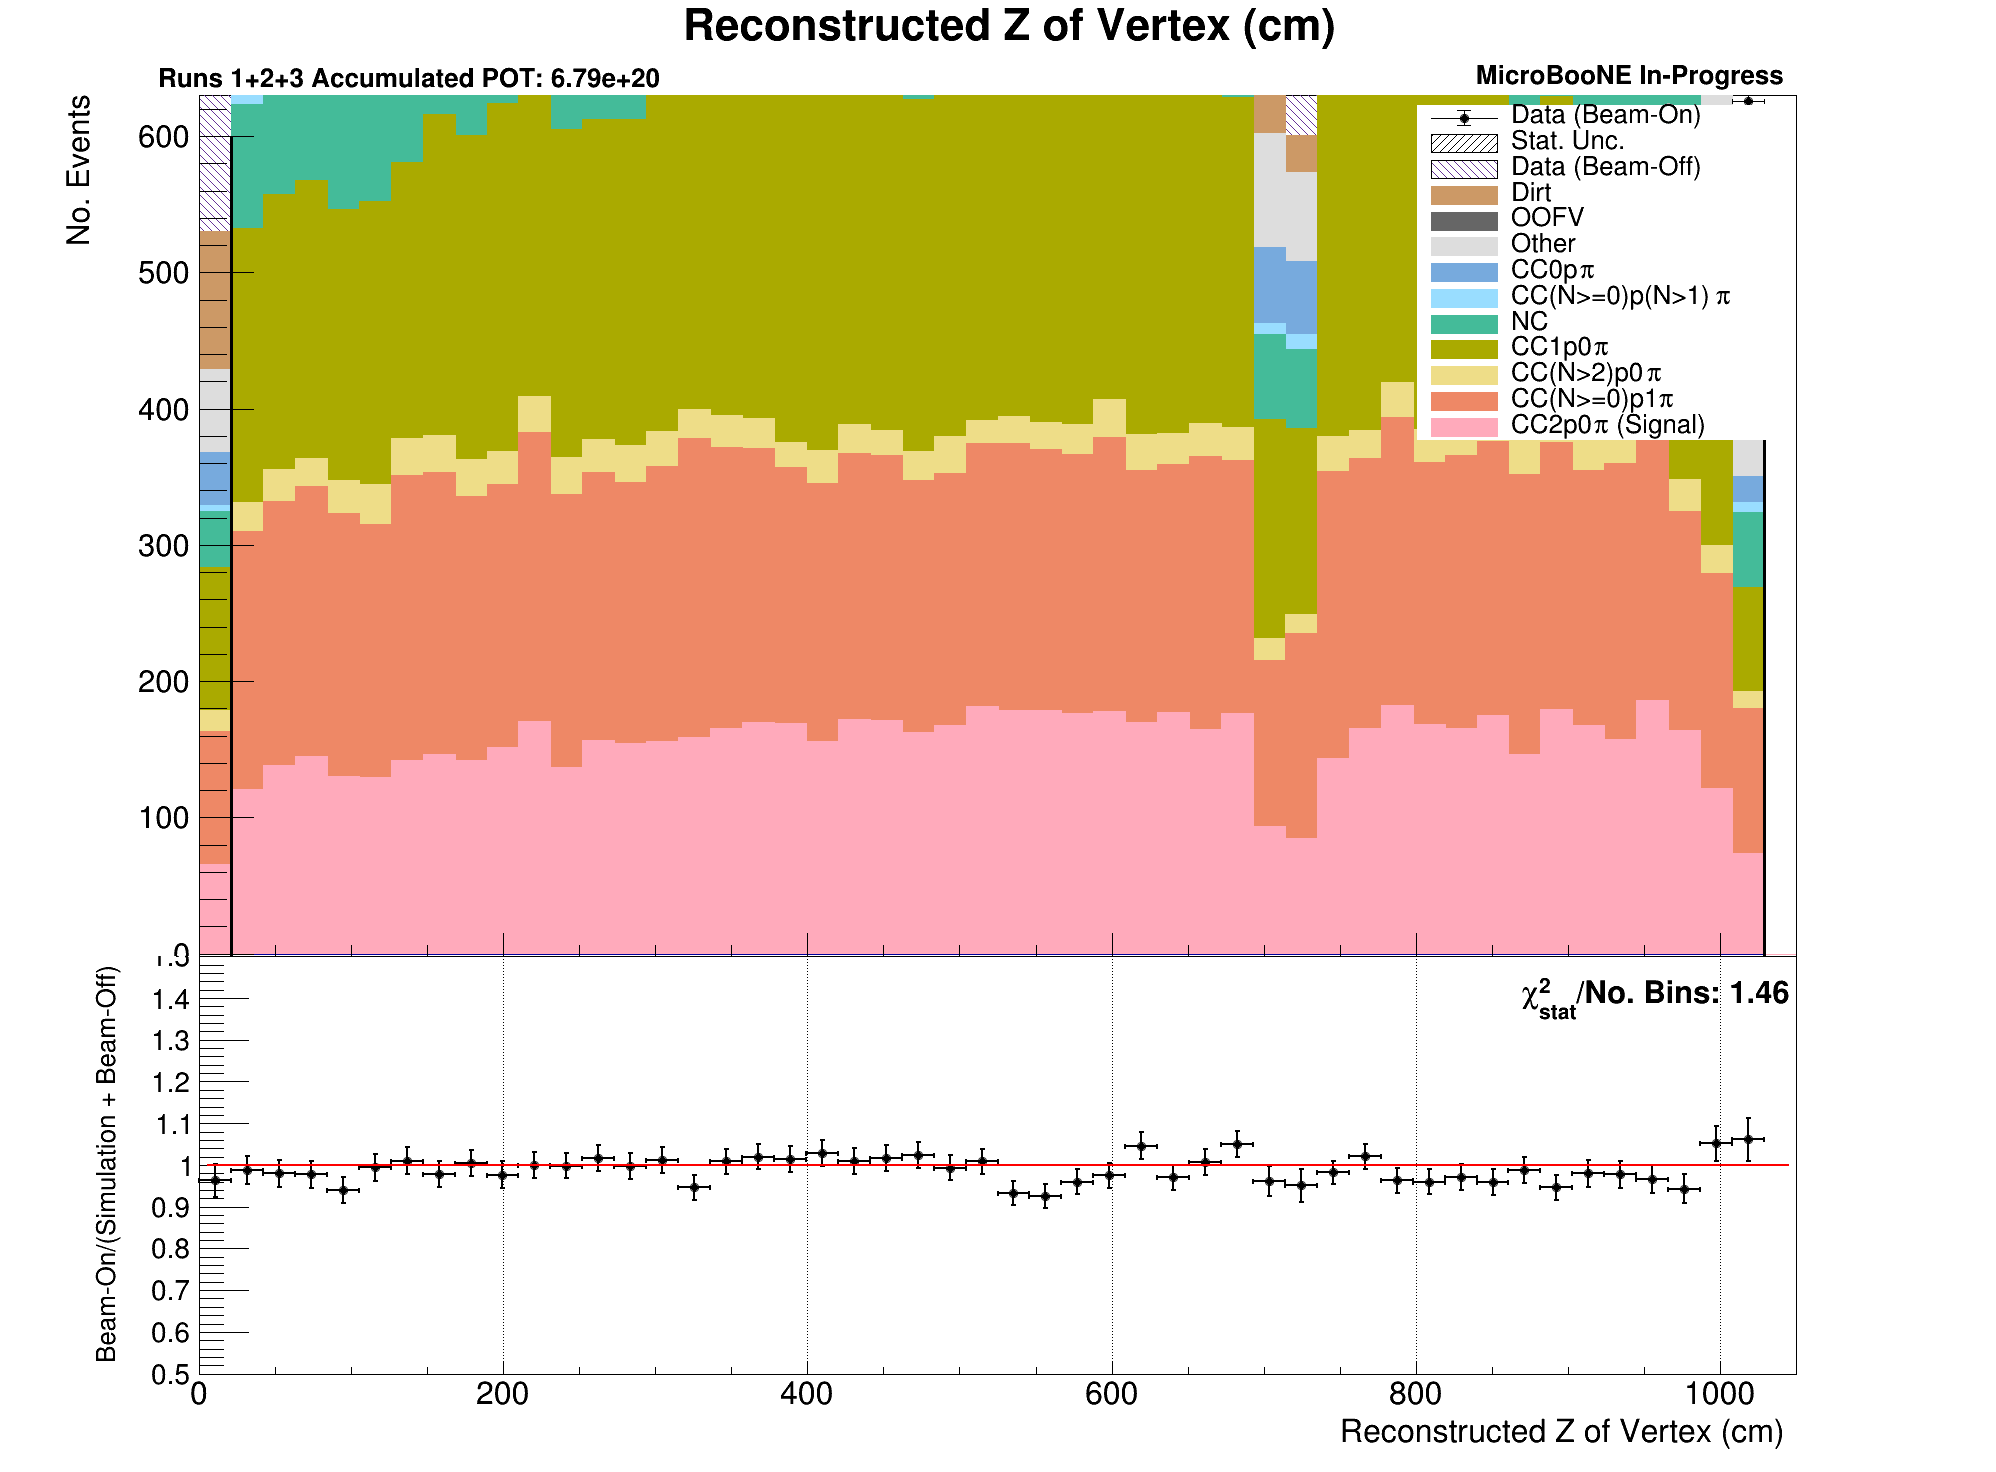 Reconstructed Z of Vertex (cm)
Runs 1+2+3 Accumulated POT: 6.79e+20
MicroBooNE In-Progress
No. Events
600
500
400
300
200
100
0
Data (Beam-On)
Stat. Unc.
Data (Beam-Off)
Dirt
OOFV
Other
CC0pπ
CC(N>=0)p(N>1) π
NC
CC1p0π
CC(N>2)p0π
CC(N>=0)p1π
CC2p0π (Signal)
Beam-On/(Simulation + Beam-Off)
1.5
1.4
1.3
1.2
1.1
1
0.9
0.8
0.7
0.6
0.5
χ²stat/No. Bins: 1.46
0 200 400 600 800 1000
Reconstructed Z of Vertex (cm)